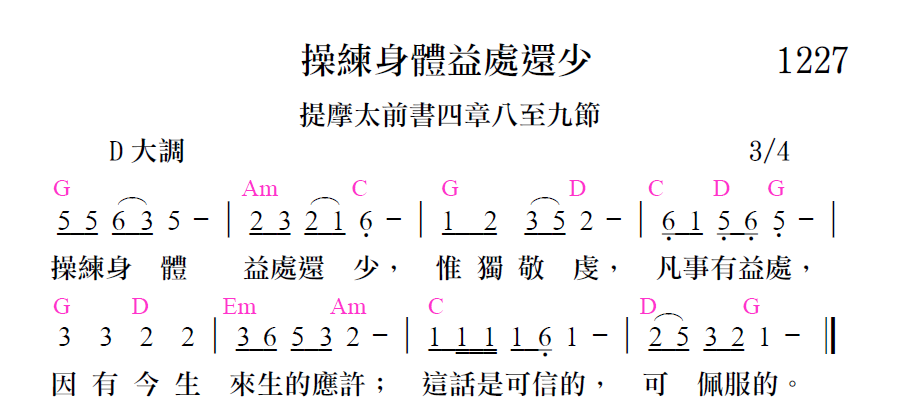 操練身體益處還少 1227
提摩太前書四章八至九節
D 大調 3/4
G Am C G D C D G
5 5 6 3 5 － | 2 3 2 1 6̣ － | 1 2 3 5 2 － | 6̣ 1 5̣ 6̣ 5̣ － |
操練身 體 益處還 少， 惟 獨 敬 虔， 凡事有益處，
G D Em Am C D G
3 3 2 2 | 3 6 5 3 2 － | 1 1 1 1 6̣ 1 － | 2 5 3 2 1 － ‖
因 有 今 生 來生的應許； 這話是可信的， 可 佩服的。